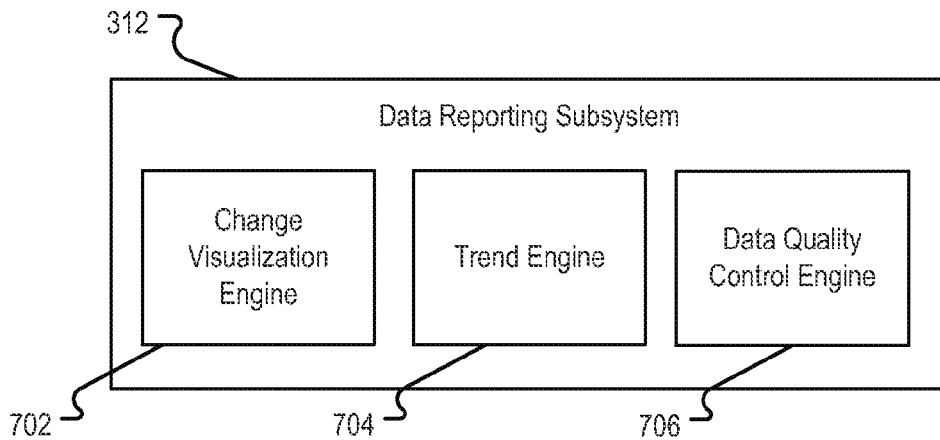 312
Data Reporting Subsystem
Change
Visualization
Engine
Trend Engine
Data Quality
Control Engine
702
704
706